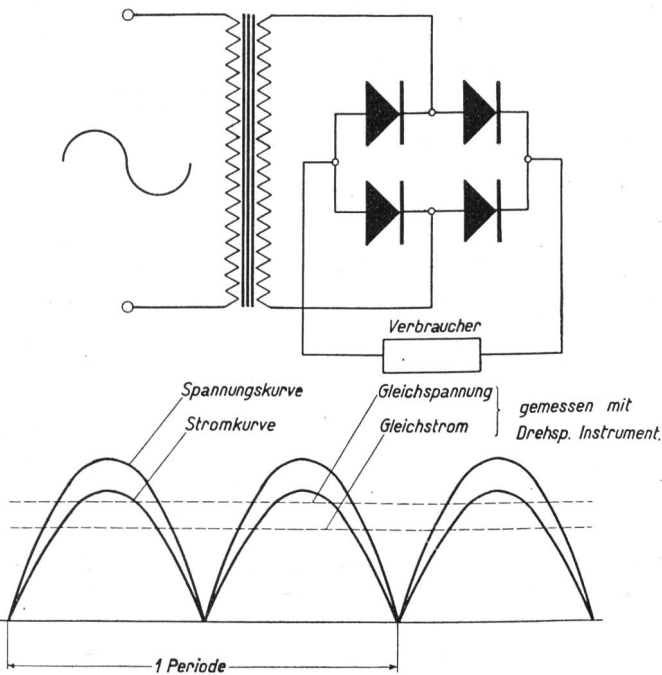 Verbraucher
Spannungskurve
Stromkurve
Gleichspannung
Gleichstrom
gemessen mit
Drehsp. Instrument.
1 Periode